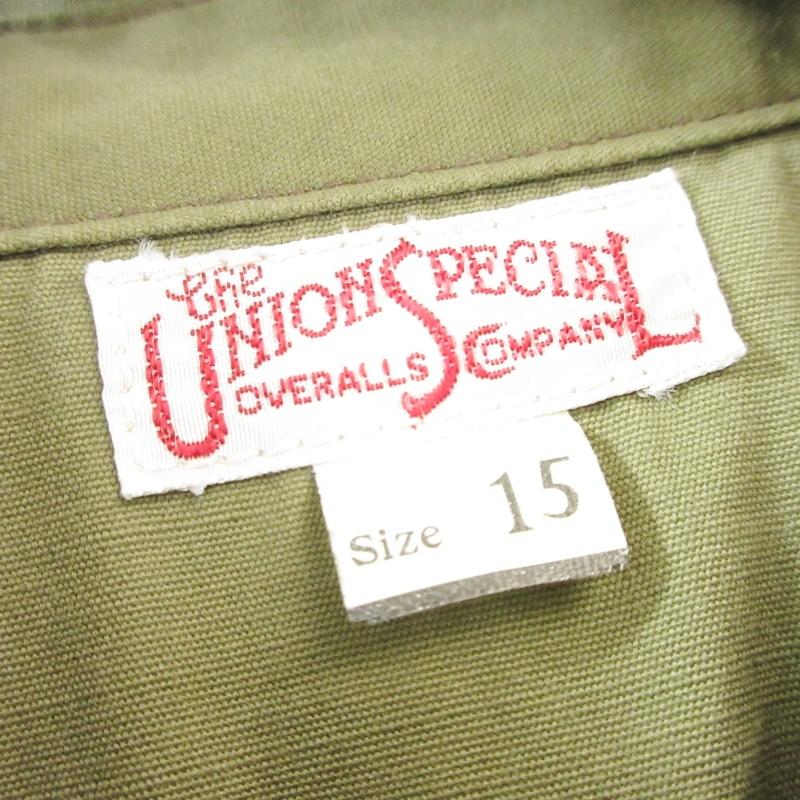 the
UNION SPECIAL
OVERALLS COMPANY
Size 15